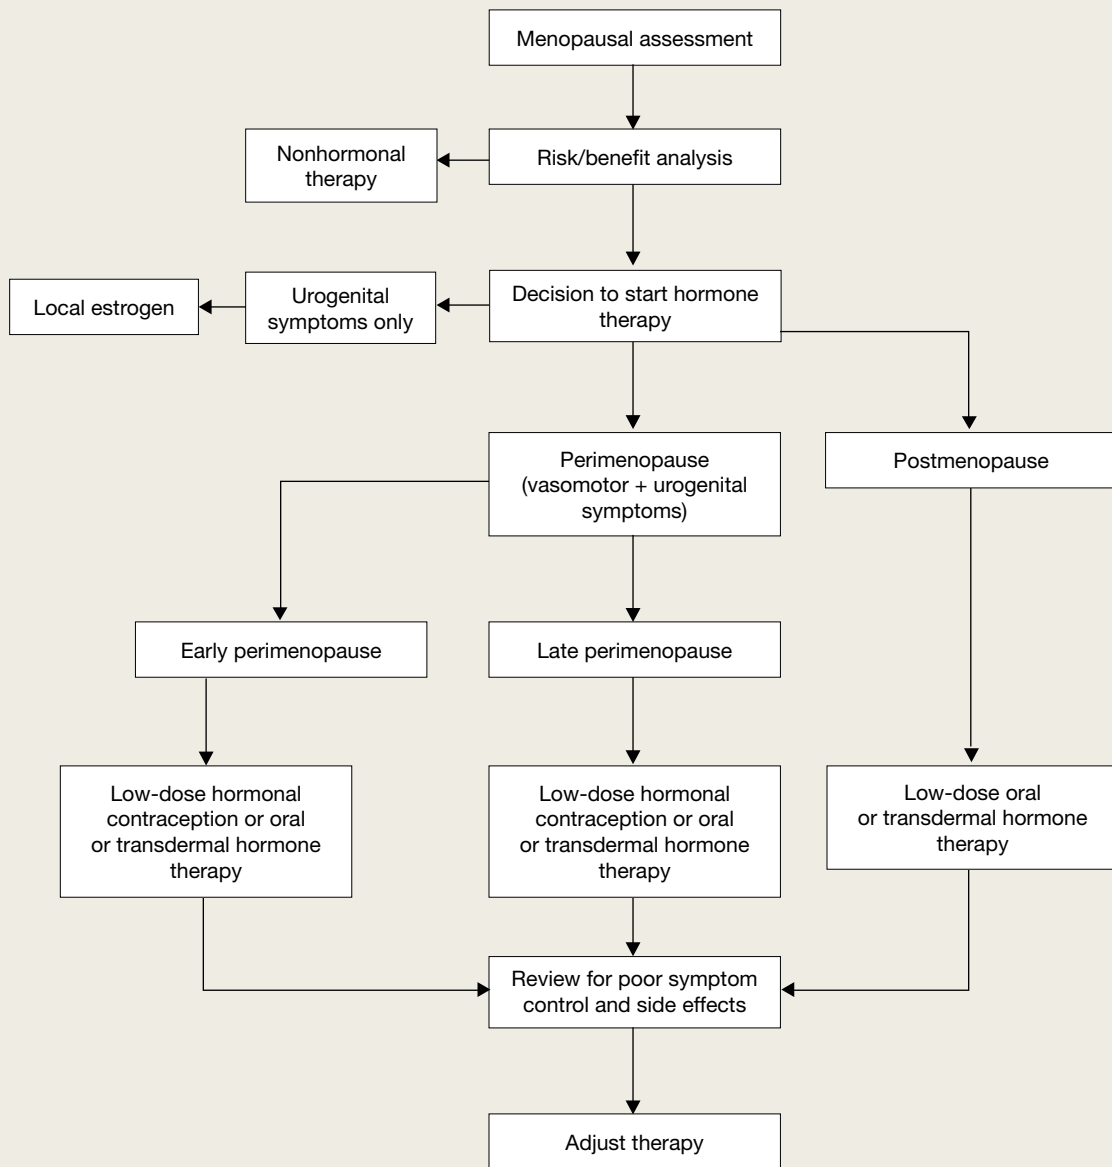 Menopausal assessment
Nonhormonal
therapy
Risk/benefit analysis
Local estrogen
Urogenital
symptoms only
Decision to start hormone
therapy
Perimenopause
(vasomotor + urogenital
symptoms)
Postmenopause
Early perimenopause
Late perimenopause
Low-dose hormonal
contraception or oral
or transdermal hormone
therapy
Low-dose hormonal
contraception or oral
or transdermal hormone
therapy
Low-dose oral
or transdermal hormone
therapy
Review for poor symptom
control and side effects
Adjust therapy